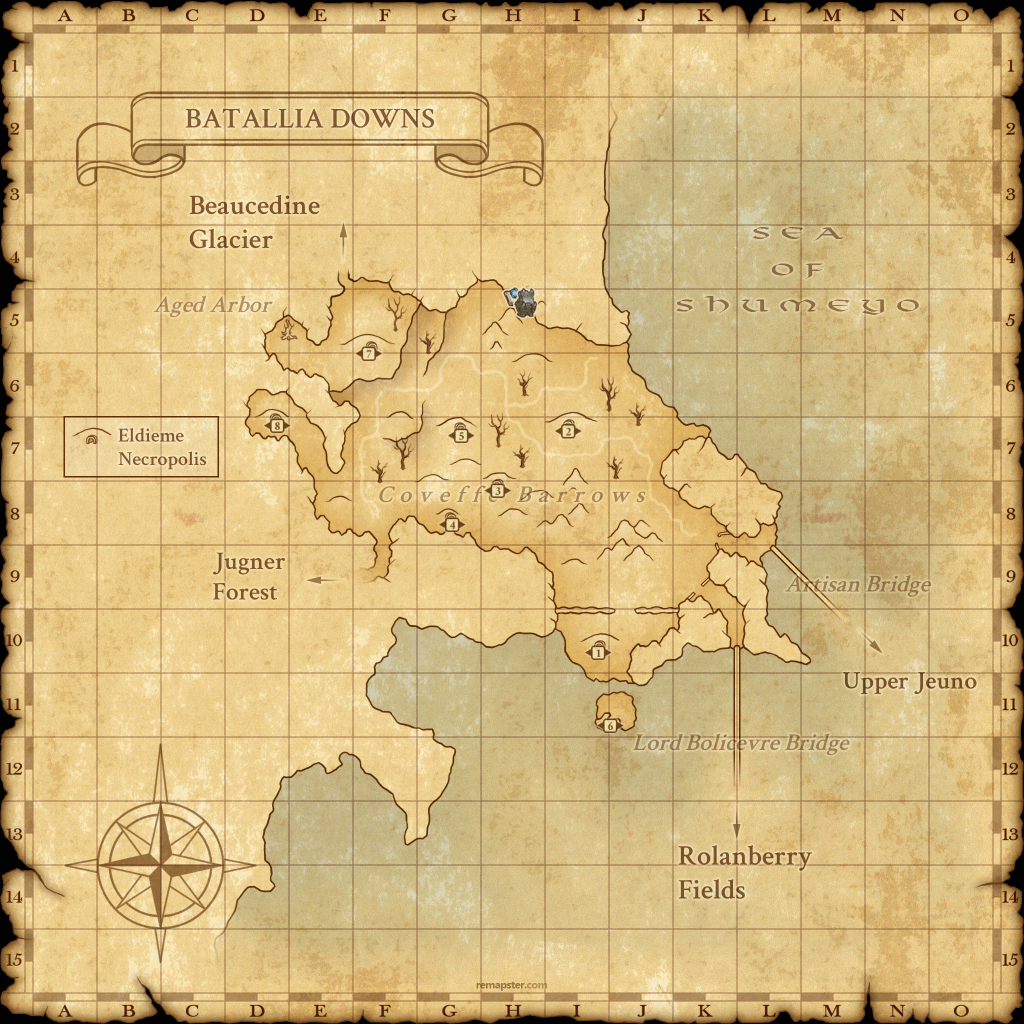 A B C D E F G H I J K L M N O
1 1
2 2
BATALLIA DOWNS
3 3
Beaucedine
Glacier
4 4
SEA
OF
SHUMEYO
Aged Arbor
5 5
7
6 6
Eldieme
Necropolis
8
5
2
7 7
3
Coveffe Barrows
4
8 8
Jugner
Forest
9 9
Artisan Bridge
10 10
1
Upper Jeuno
11 11
6
Lord Bolicevre Bridge
12 12
13 13
Rolanberry
Fields
14 14
15 15
remapster.com
A B C D E F G H I J K L M N O